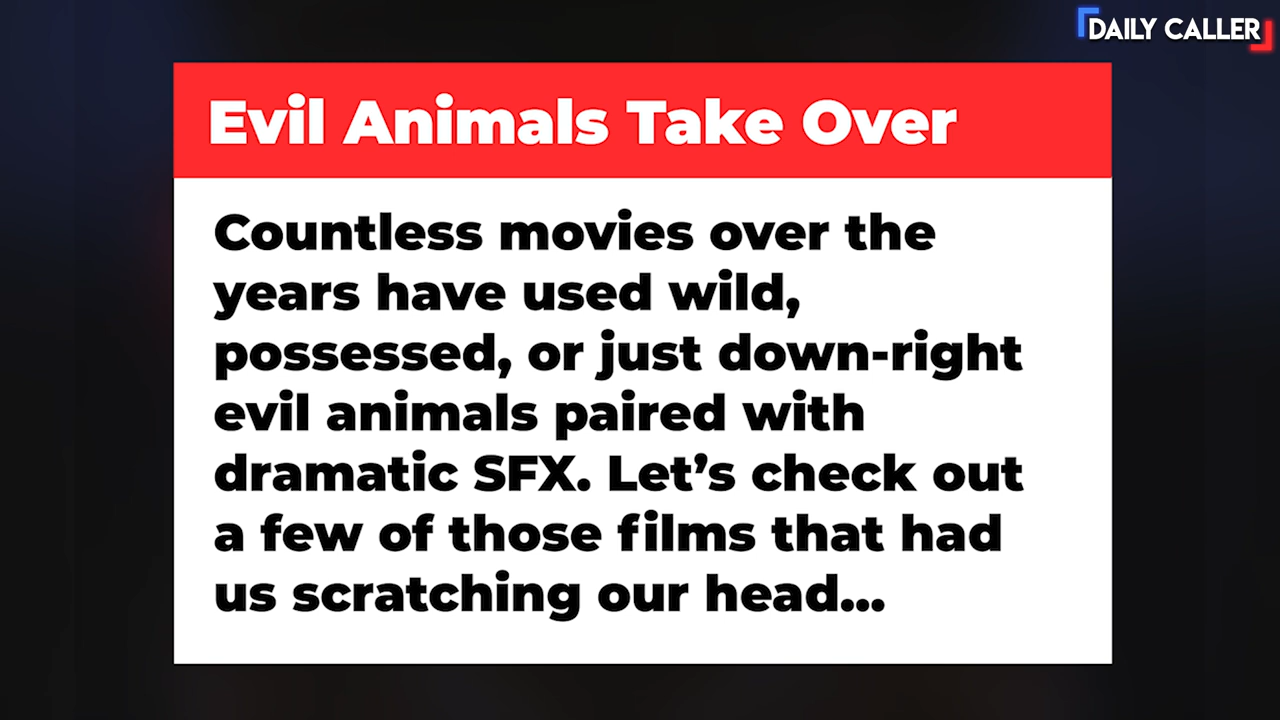 DAILY CALLER
Evil Animals Take Over
Countless movies over the
years have used wild,
possessed, or just down-right
evil animals paired with
dramatic SFX. Let’s check out
a few of those films that had
us scratching our head...